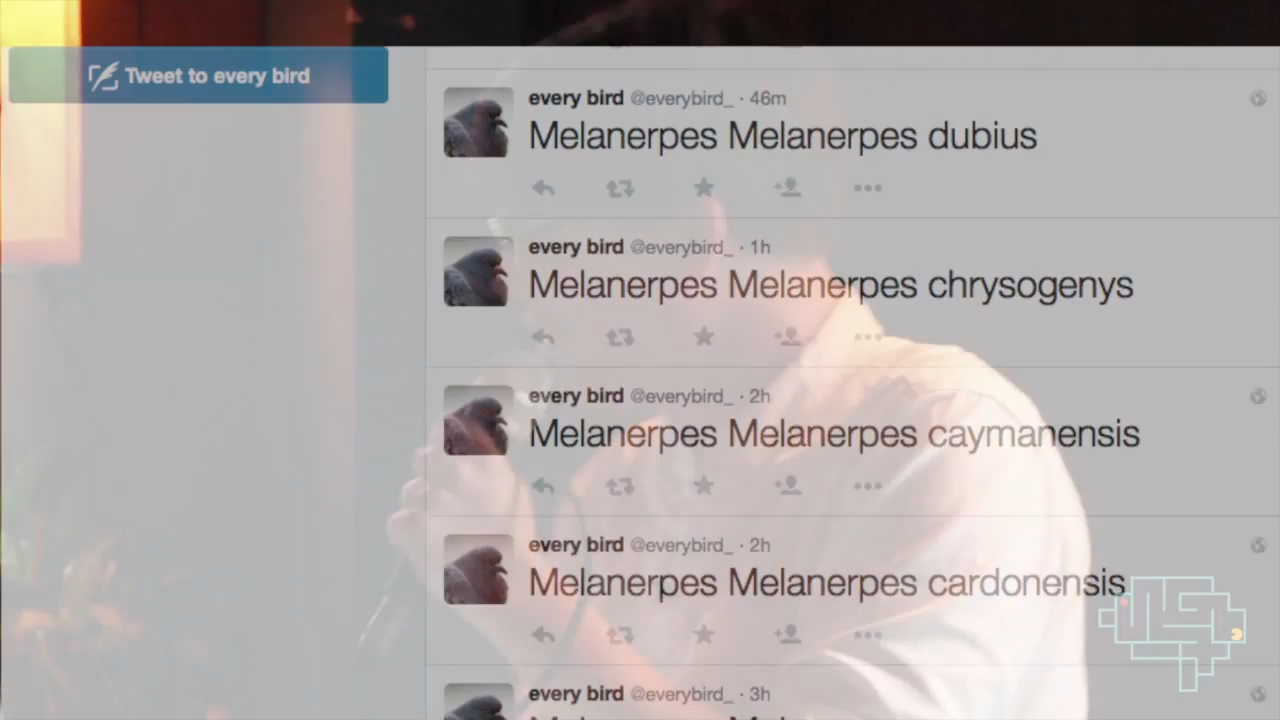 Tweet to every bird
every bird @everybird_ · 46m
Melanerpes Melanerpes dubius
every bird @everybird_ · 1h
Melanerpes Melanerpes chrysogenys
every bird @everybird_ · 2h
Melanerpes Melanerpes caymanensis
every bird @everybird_ · 2h
Melanerpes Melanerpes cardonensis
every bird @everybird_ · 3h